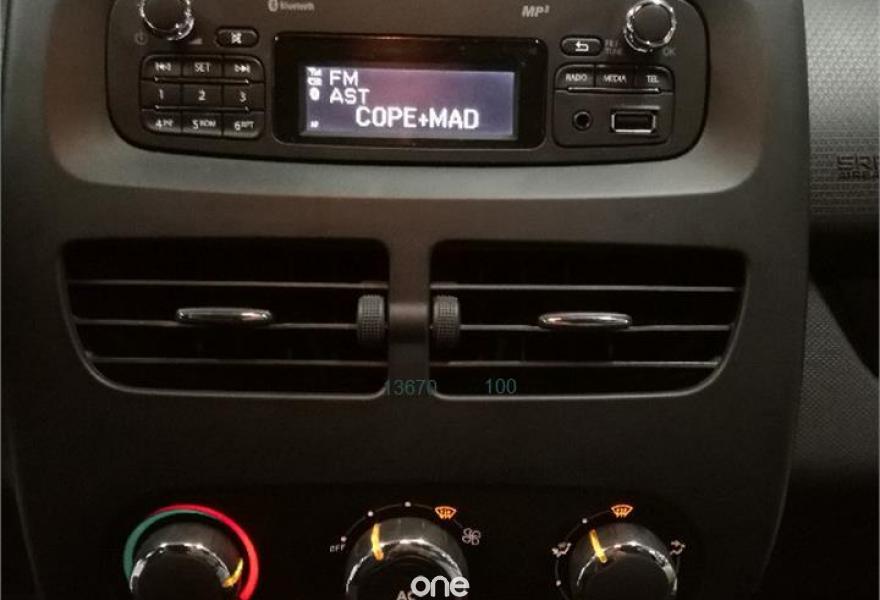 Bluetooth
MP3
SET
RADIO MEDIA TEL
1 2 3
4 5 6
OK
FM
AST
COPE+MAD
13670 100
OFF
AC
one